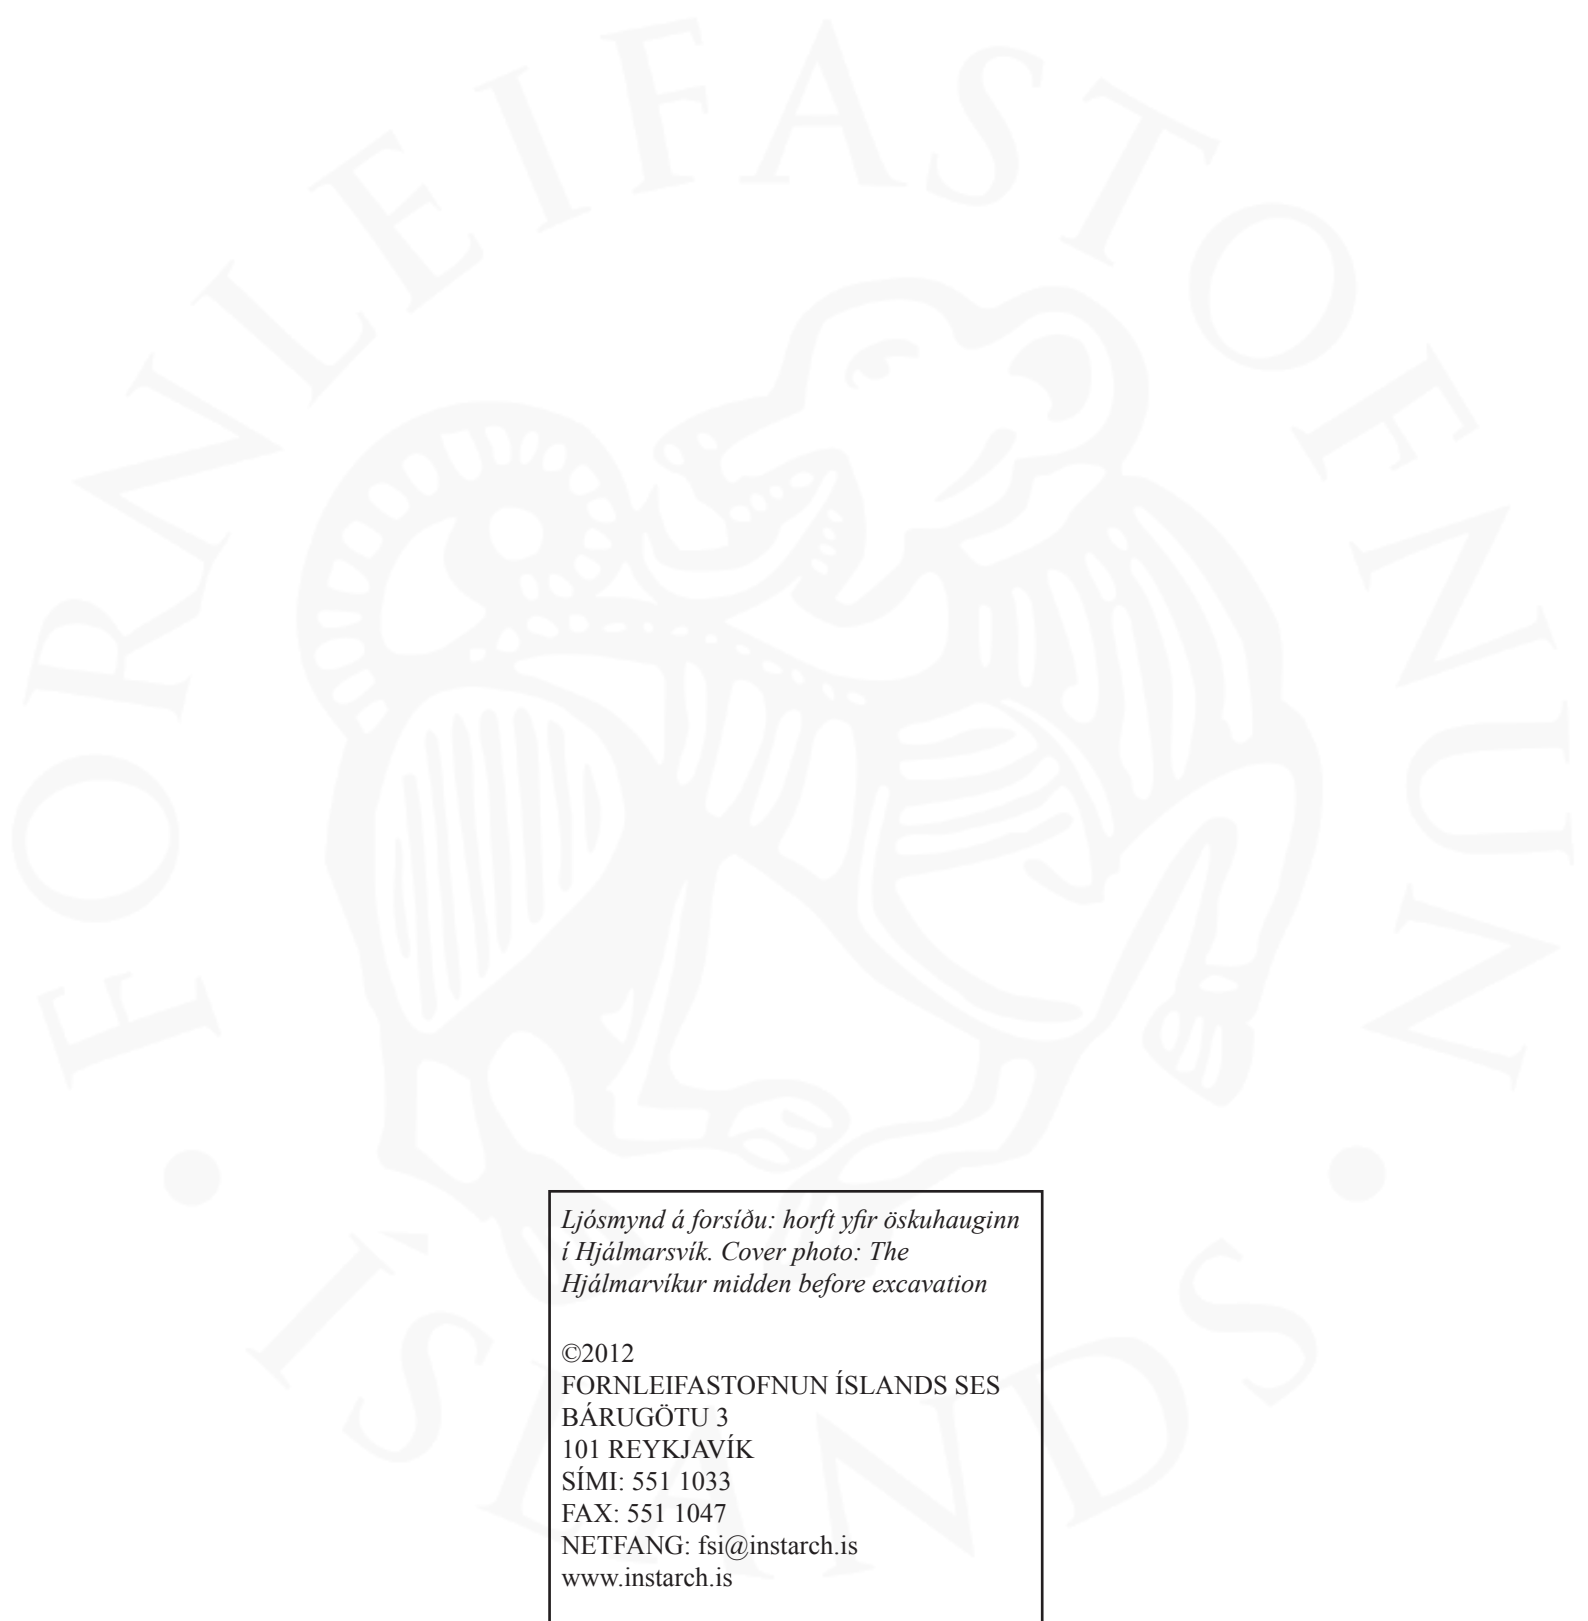 FORNLEIFASTOFNUN
ÍSLANDS
Ljósmynd á forsíðu: horft yfir öskuhauginn
í Hjálmarsvík. Cover photo: The
Hjálmarvíkur midden before excavation
©2012
FORNLEIFASTOFNUN ÍSLANDS SES
BÁRUGÖTU 3
101 REYKJAVÍK
SÍMI: 551 1033
FAX: 551 1047
NETFANG: fsi@instarch.is
www.instarch.is